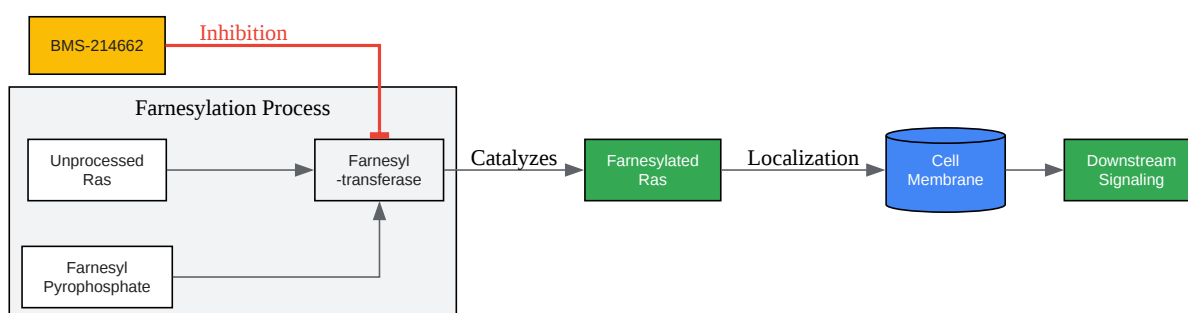 BMS-214662
Inhibition
Farnesylation Process
Unprocessed
Ras
Farnesyl
-transferase
Catalyzes
Farnesylated
Ras
Localization
Cell
Membrane
Downstream
Signaling
Farnesyl
Pyrophosphate